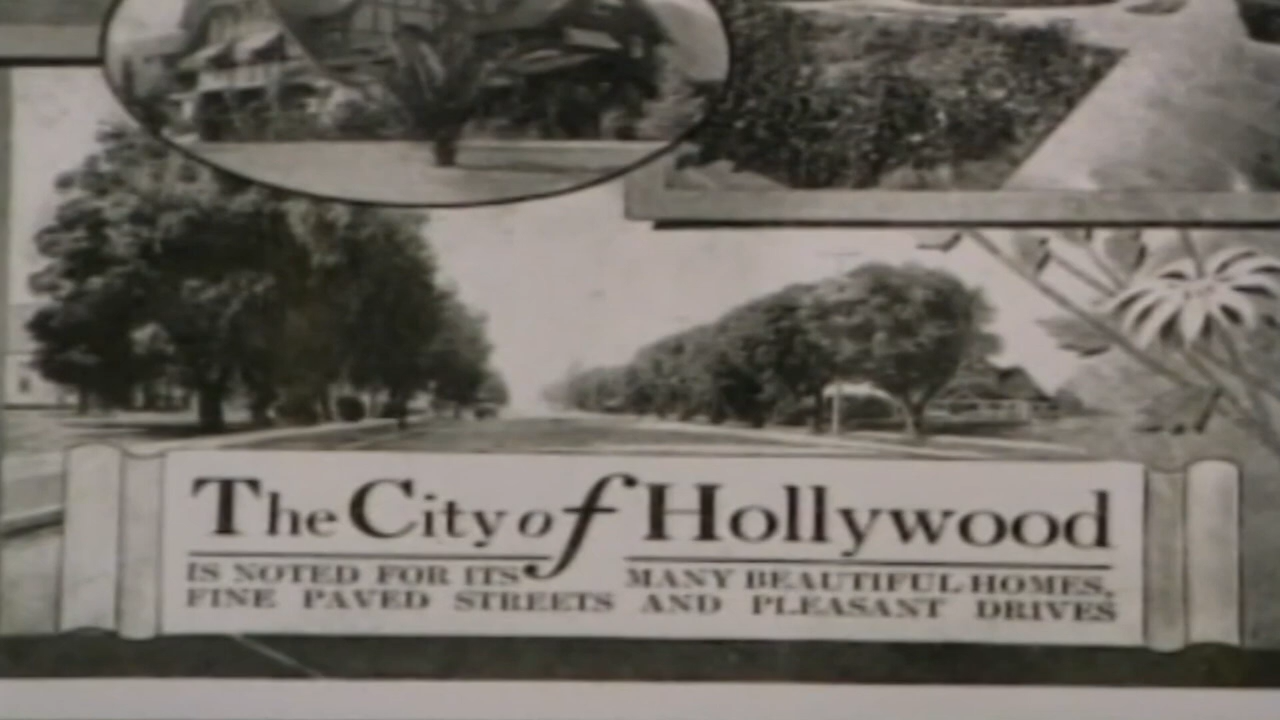 The City of Hollywood
IS NOTED FOR ITS MANY BEAUTIFUL HOMES,
FINE PAVED STREETS AND PLEASANT DRIVES